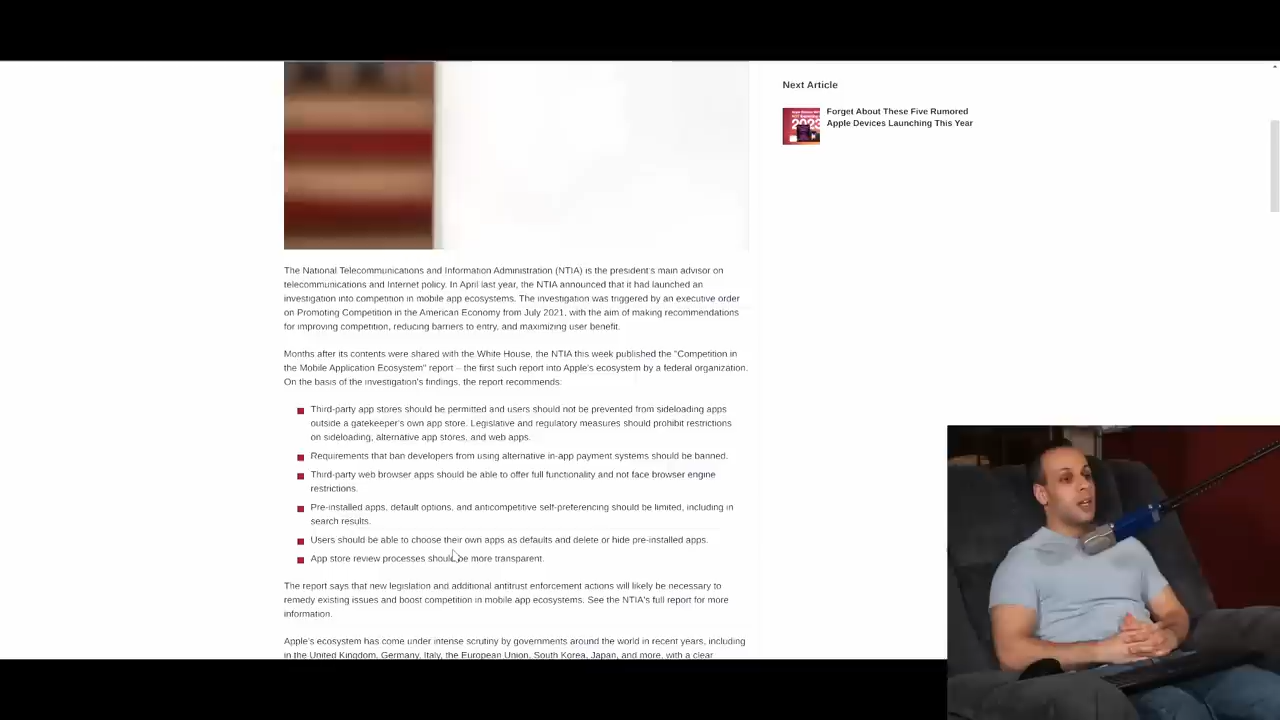 Next Article
Forget About These Five Rumored
Apple Devices Launching This Year
2023
The National Telecommunications and Information Administration (NTIA) is the president's main advisor on
telecommunications and Internet policy. In April last year, the NTIA announced that it had launched an
investigation into competition in mobile app ecosystems. The investigation was triggered by an executive order
on Promoting Competition in the American Economy from July 2021, with the aim of making recommendations
for improving competition, reducing barriers to entry, and maximizing user benefit.
Months after its contents were shared with the White House, the NTIA this week published the "Competition in
the Mobile Application Ecosystem" report – the first such report into Apple's ecosystem by a federal organization.
On the basis of the investigation's findings, the report recommends:
Third-party app stores should be permitted and users should not be prevented from sideloading apps
outside a gatekeeper's own app store. Legislative and regulatory measures should prohibit restrictions
on sideloading, alternative app stores, and web apps.
Requirements that ban developers from using alternative in-app payment systems should be banned.
Third-party web browser apps should be able to offer full functionality and not face browser engine
restrictions.
Pre-installed apps, default options, and anticompetitive self-preferencing should be limited, including in
search results.
Users should be able to choose their own apps as defaults and delete or hide pre-installed apps.
App store review processes should be more transparent.
The report says that new legislation and additional antitrust enforcement actions will likely be necessary to
remedy existing issues and boost competition in mobile app ecosystems. See the NTIA's full report for more
information.
Apple's ecosystem has come under intense scrutiny by governments around the world in recent years, including
in the United Kingdom, Germany, Italy, the European Union, South Korea, Japan, and more, with a clear